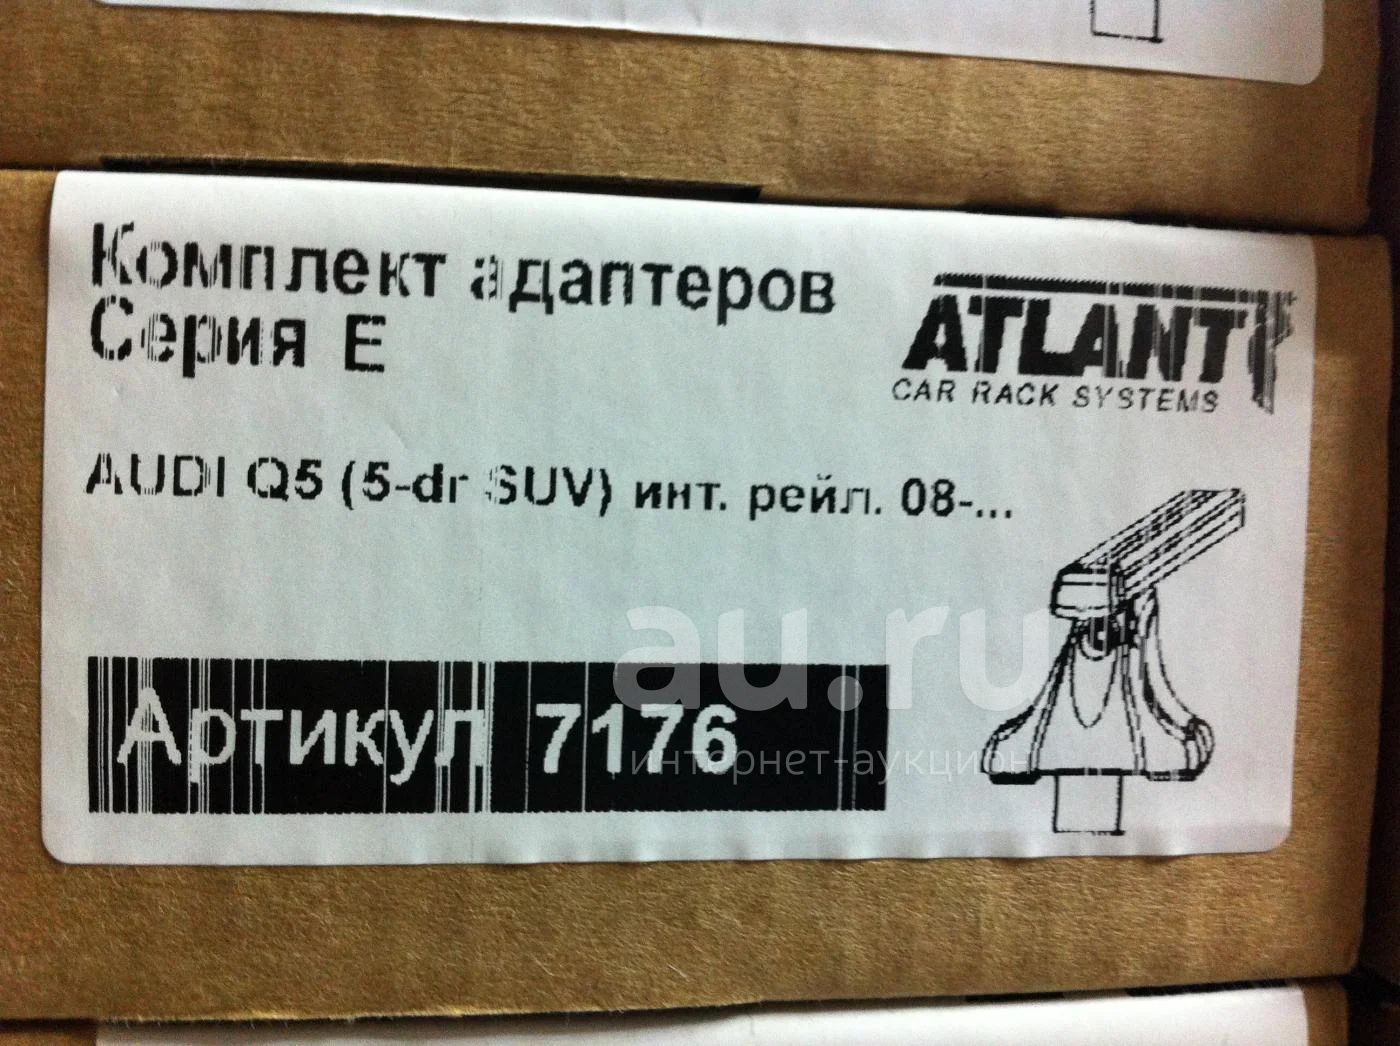 Комплект адаптеров
Серия Е
ATLANT
CAR RACK SYSTEMS
AUDI Q5 (5-dr SUV) инт. рейл. 08-...
Артикул 7176
au.ru
интернет-аукцион